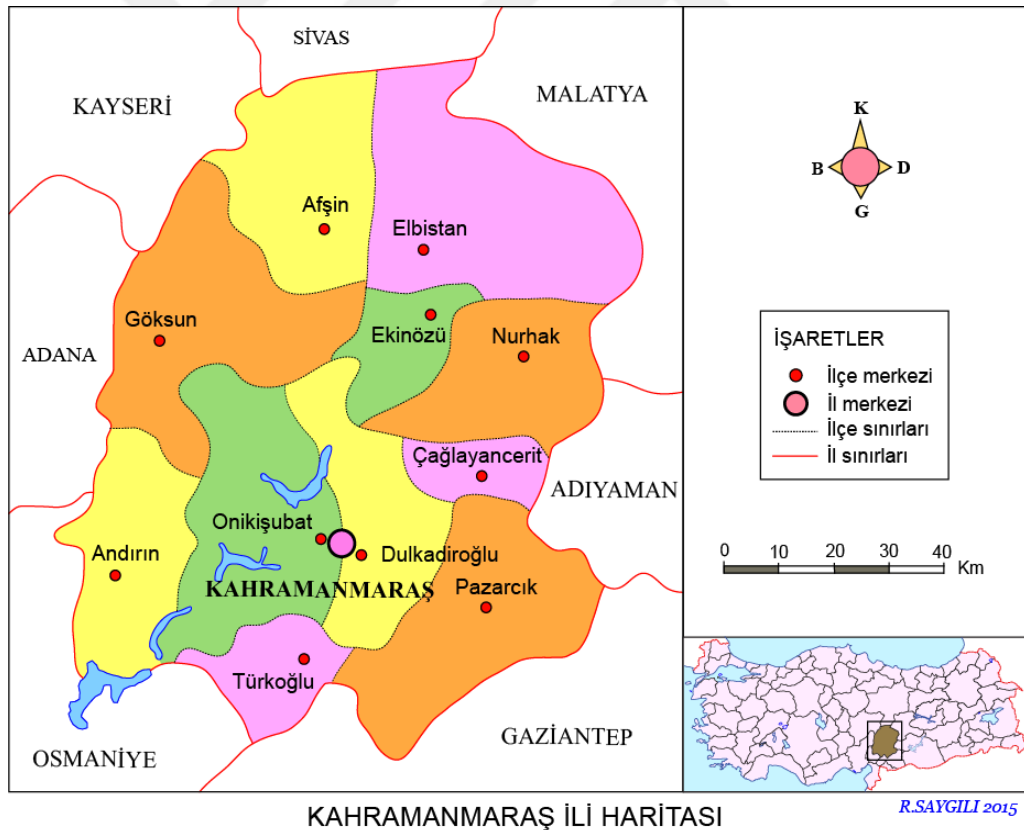 SİVAS
KAYSERİ
MALATYA
Afşin
Elbistan
Göksun
Ekinözü
Nurhak
ADANA
Çağlayancerit
ADIYAMAN
Onikişubat
Andırın
Dulkadiroğlu
KAHRAMANMARAŞ
Pazarcık
Türkoğlu
OSMANİYE
GAZİANTEP
K
B
D
G
İŞARETLER
İlçe merkezi
İl merkezi
İlçe sınırları
İl sınırları
0 10 20 30 40
Km
KAHRAMANMARAŞ İLİ HARİTASI
R.SAYGILI 2015